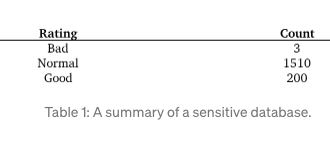 Rating Count
Bad 3
Normal 1510
Good 200
Table 1: A summary of a sensitive database.